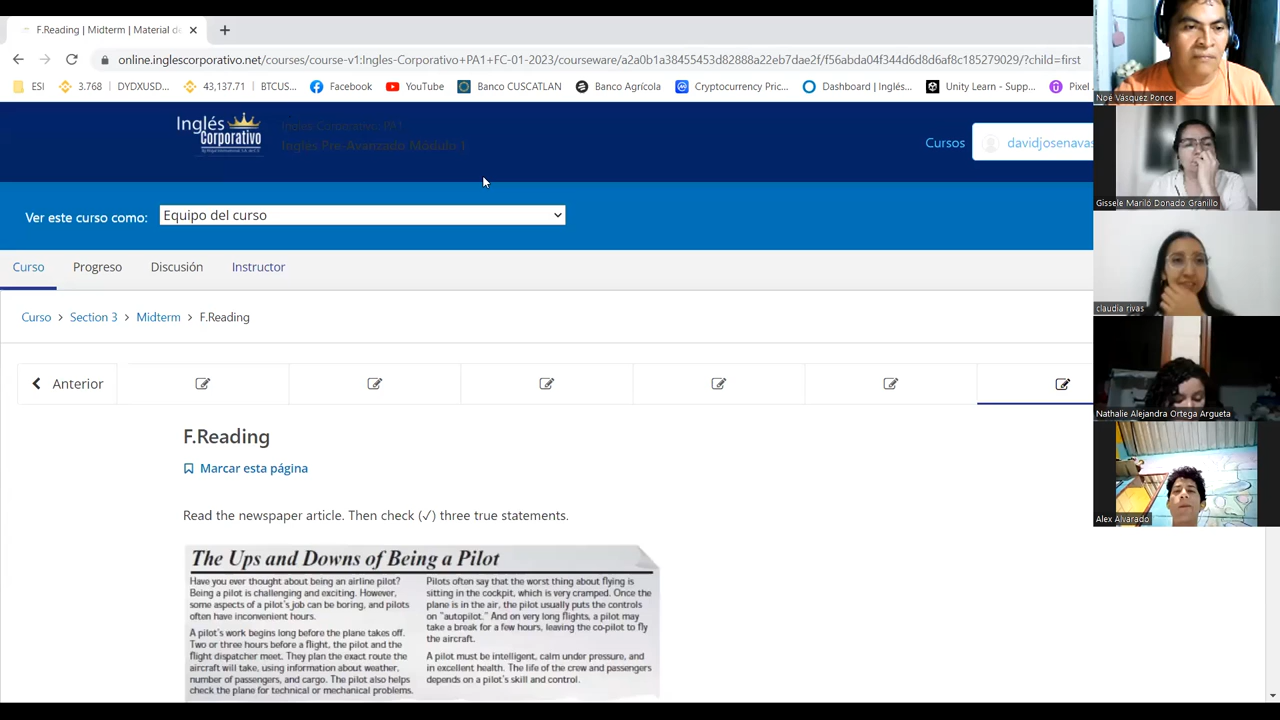 F.Reading | Midterm | Material de
online.inglescorporativo.net/courses/course-v1:Ingles-Corporativo+PA1+EC-01-2023/courseware/a2a0b1a38455453d82888a22eb7dae2f/f56abda04f344d6d8d6af8c185279029/?child=first
ESI 3.768 DYDXUSD... 43,137.71 BTCUS... Facebook YouTube Banco CUSCATLAN Banco Agrícola Cryptocurrency Pric... Dashboard | Inglés... Unity Learn - Supp... Pixel
Inglés
Corporativo
Inglés Corporativo: PA1
Ingles Pre-Avanzado Módulo 1
Cursos
davidjosenavas
Ver este curso como:
Equipo del curso
Curso Progreso Discusión Instructor
Curso > Section 3 > Midterm > F.Reading
Anterior
F.Reading
Marcar esta página
Read the newspaper article. Then check (✓) three true statements.
The Ups and Downs of Being a Pilot
Have you ever thought about being an airline pilot?
Being a pilot is challenging and exciting. However,
some aspects of a pilot's job can be boring, and pilots
often have inconvenient hours.
A pilot's work begins long before the plane takes off.
Two or three hours before a flight, the pilot and the
flight dispatcher meet. They plan the exact route the
aircraft will take, using information about weather,
number of passengers, and cargo. The pilot also helps
check the plane for technical or mechanical problems.
Pilots often say that the worst thing about flying is
sitting in the cockpit, which is very cramped. Once the
plane is in the air, the pilot usually puts the controls
on "autopilot." And on very long flights, a pilot may
take a break for a few hours, leaving the co-pilot to fly
the aircraft.
A pilot must be intelligent, calm under pressure, and
in excellent health. The life of the crew and passengers
depends on a pilot's skill and control.
Noe Vásquez Ponce
Gissele Mariló Donado Granillo
claudia rivas
Nathalie Alejandra Ortega Argueta
Alex Alvarado